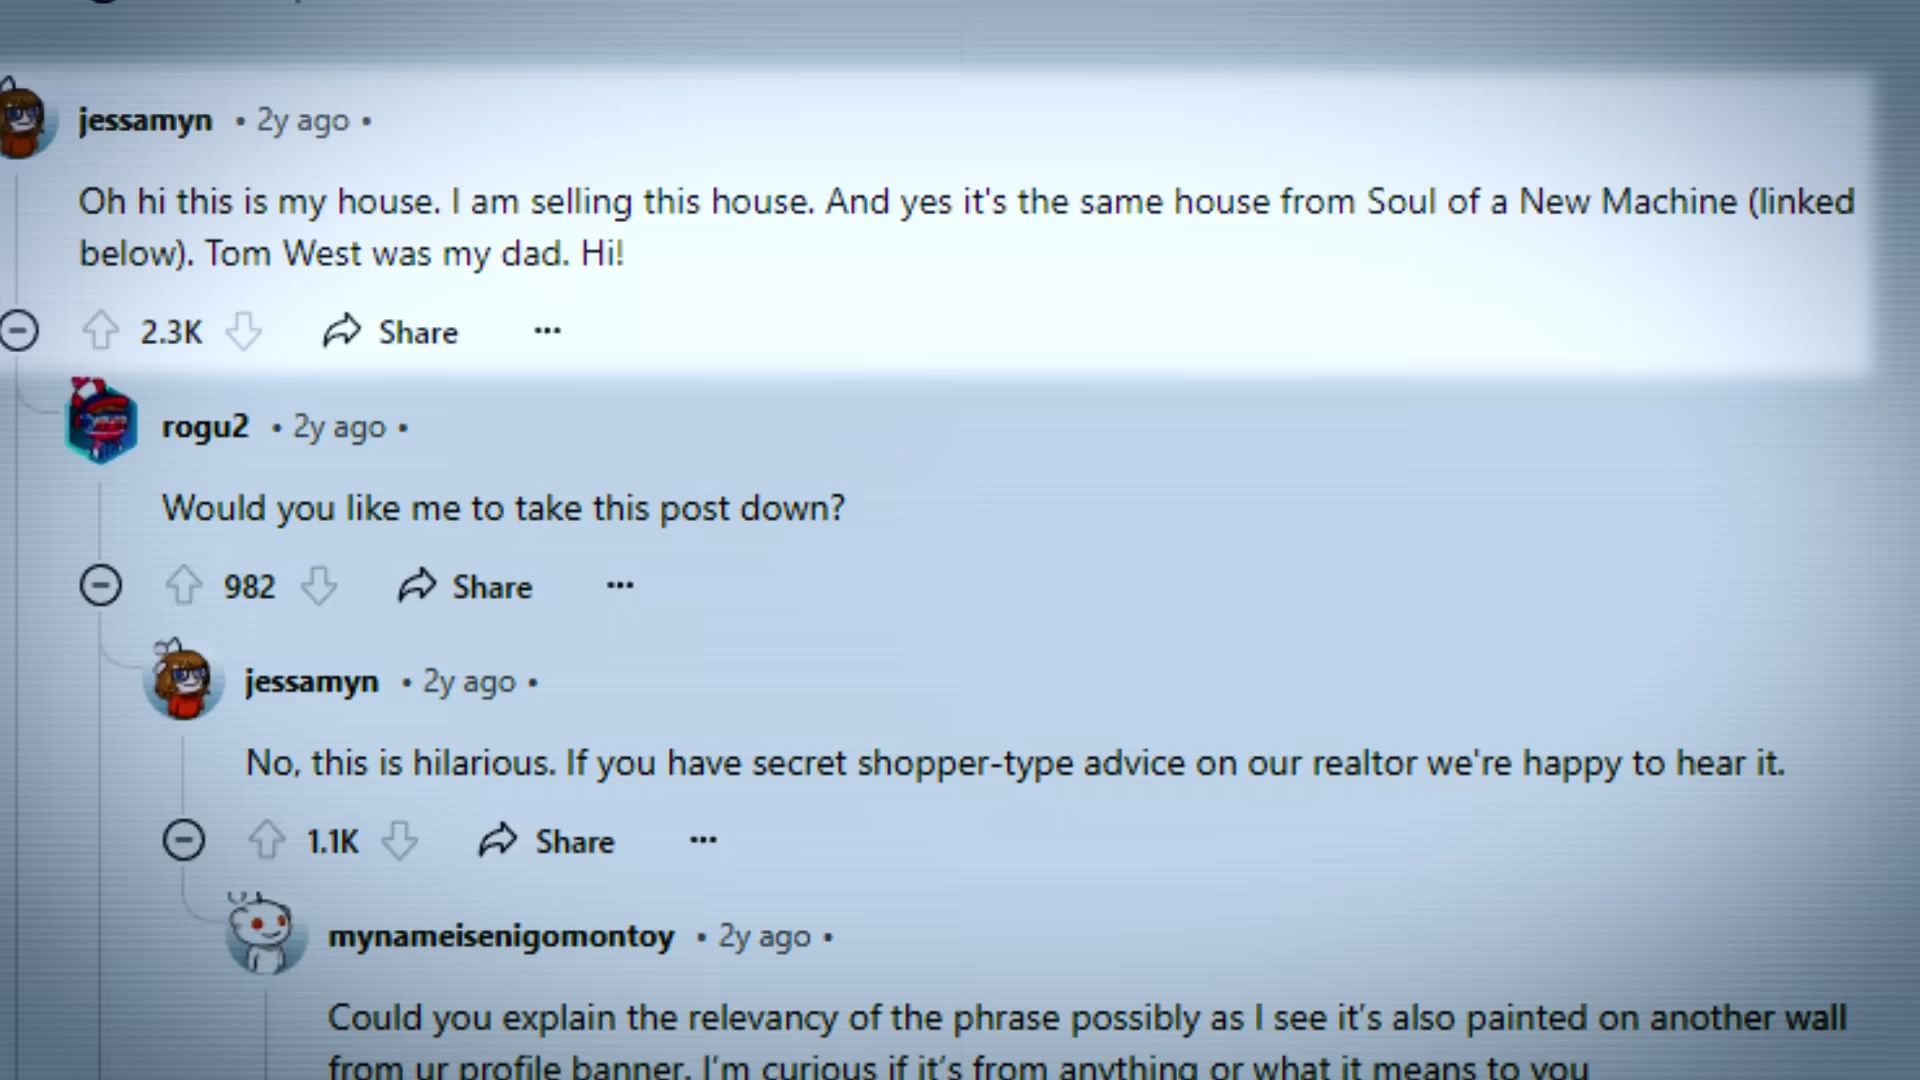 jessamyn • 2y ago •
Oh hi this is my house. I am selling this house. And yes it's the same house from Soul of a New Machine (linked
below). Tom West was my dad. Hi!
2.3K Share ...
rogu2 • 2y ago •
Would you like me to take this post down?
982 Share ...
jessamyn • 2y ago •
No, this is hilarious. If you have secret shopper-type advice on our realtor we're happy to hear it.
1.1K Share ...
mynameisenigomontoy • 2y ago •
Could you explain the relevancy of the phrase possibly as I see it’s also painted on another wall
from ur profile banner. I’m curious if it’s from anything or what it means to you